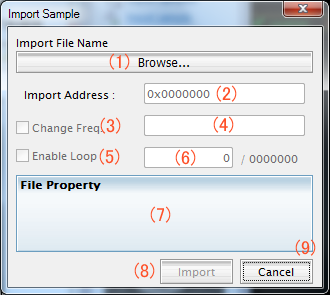 Import Sample
Import File Name
(1) Browse...
Import Address : 0x0000000 (2)
Change Freq. (3) (4)
Enable Loop (5) (6) 0 / 0000000
File Property
(7)
(9)
(8) Import Cancel